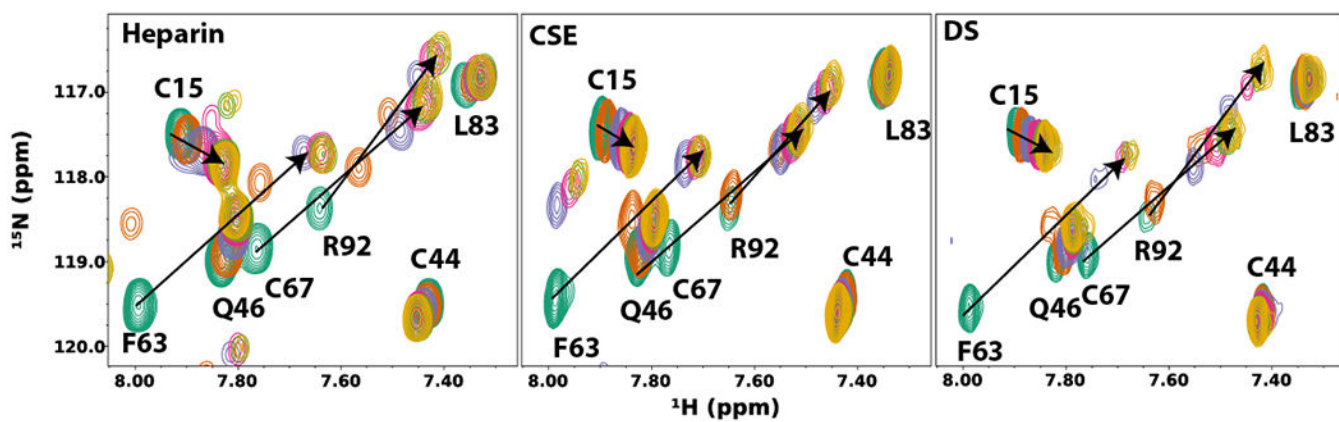 Heparin
C15
L83
R92
C67
Q46
F63
C44
CSE
C15
L83
R92
C67
Q46
F63
C44
DS
C15
L83
R92
C67
Q46
F63
C44
¹⁵N (ppm)
117.0
118.0
119.0
120.0
8.00 7.80 7.60 7.40 8.00 7.80 7.60 7.40 8.00 7.80 7.60 7.40
¹H (ppm)